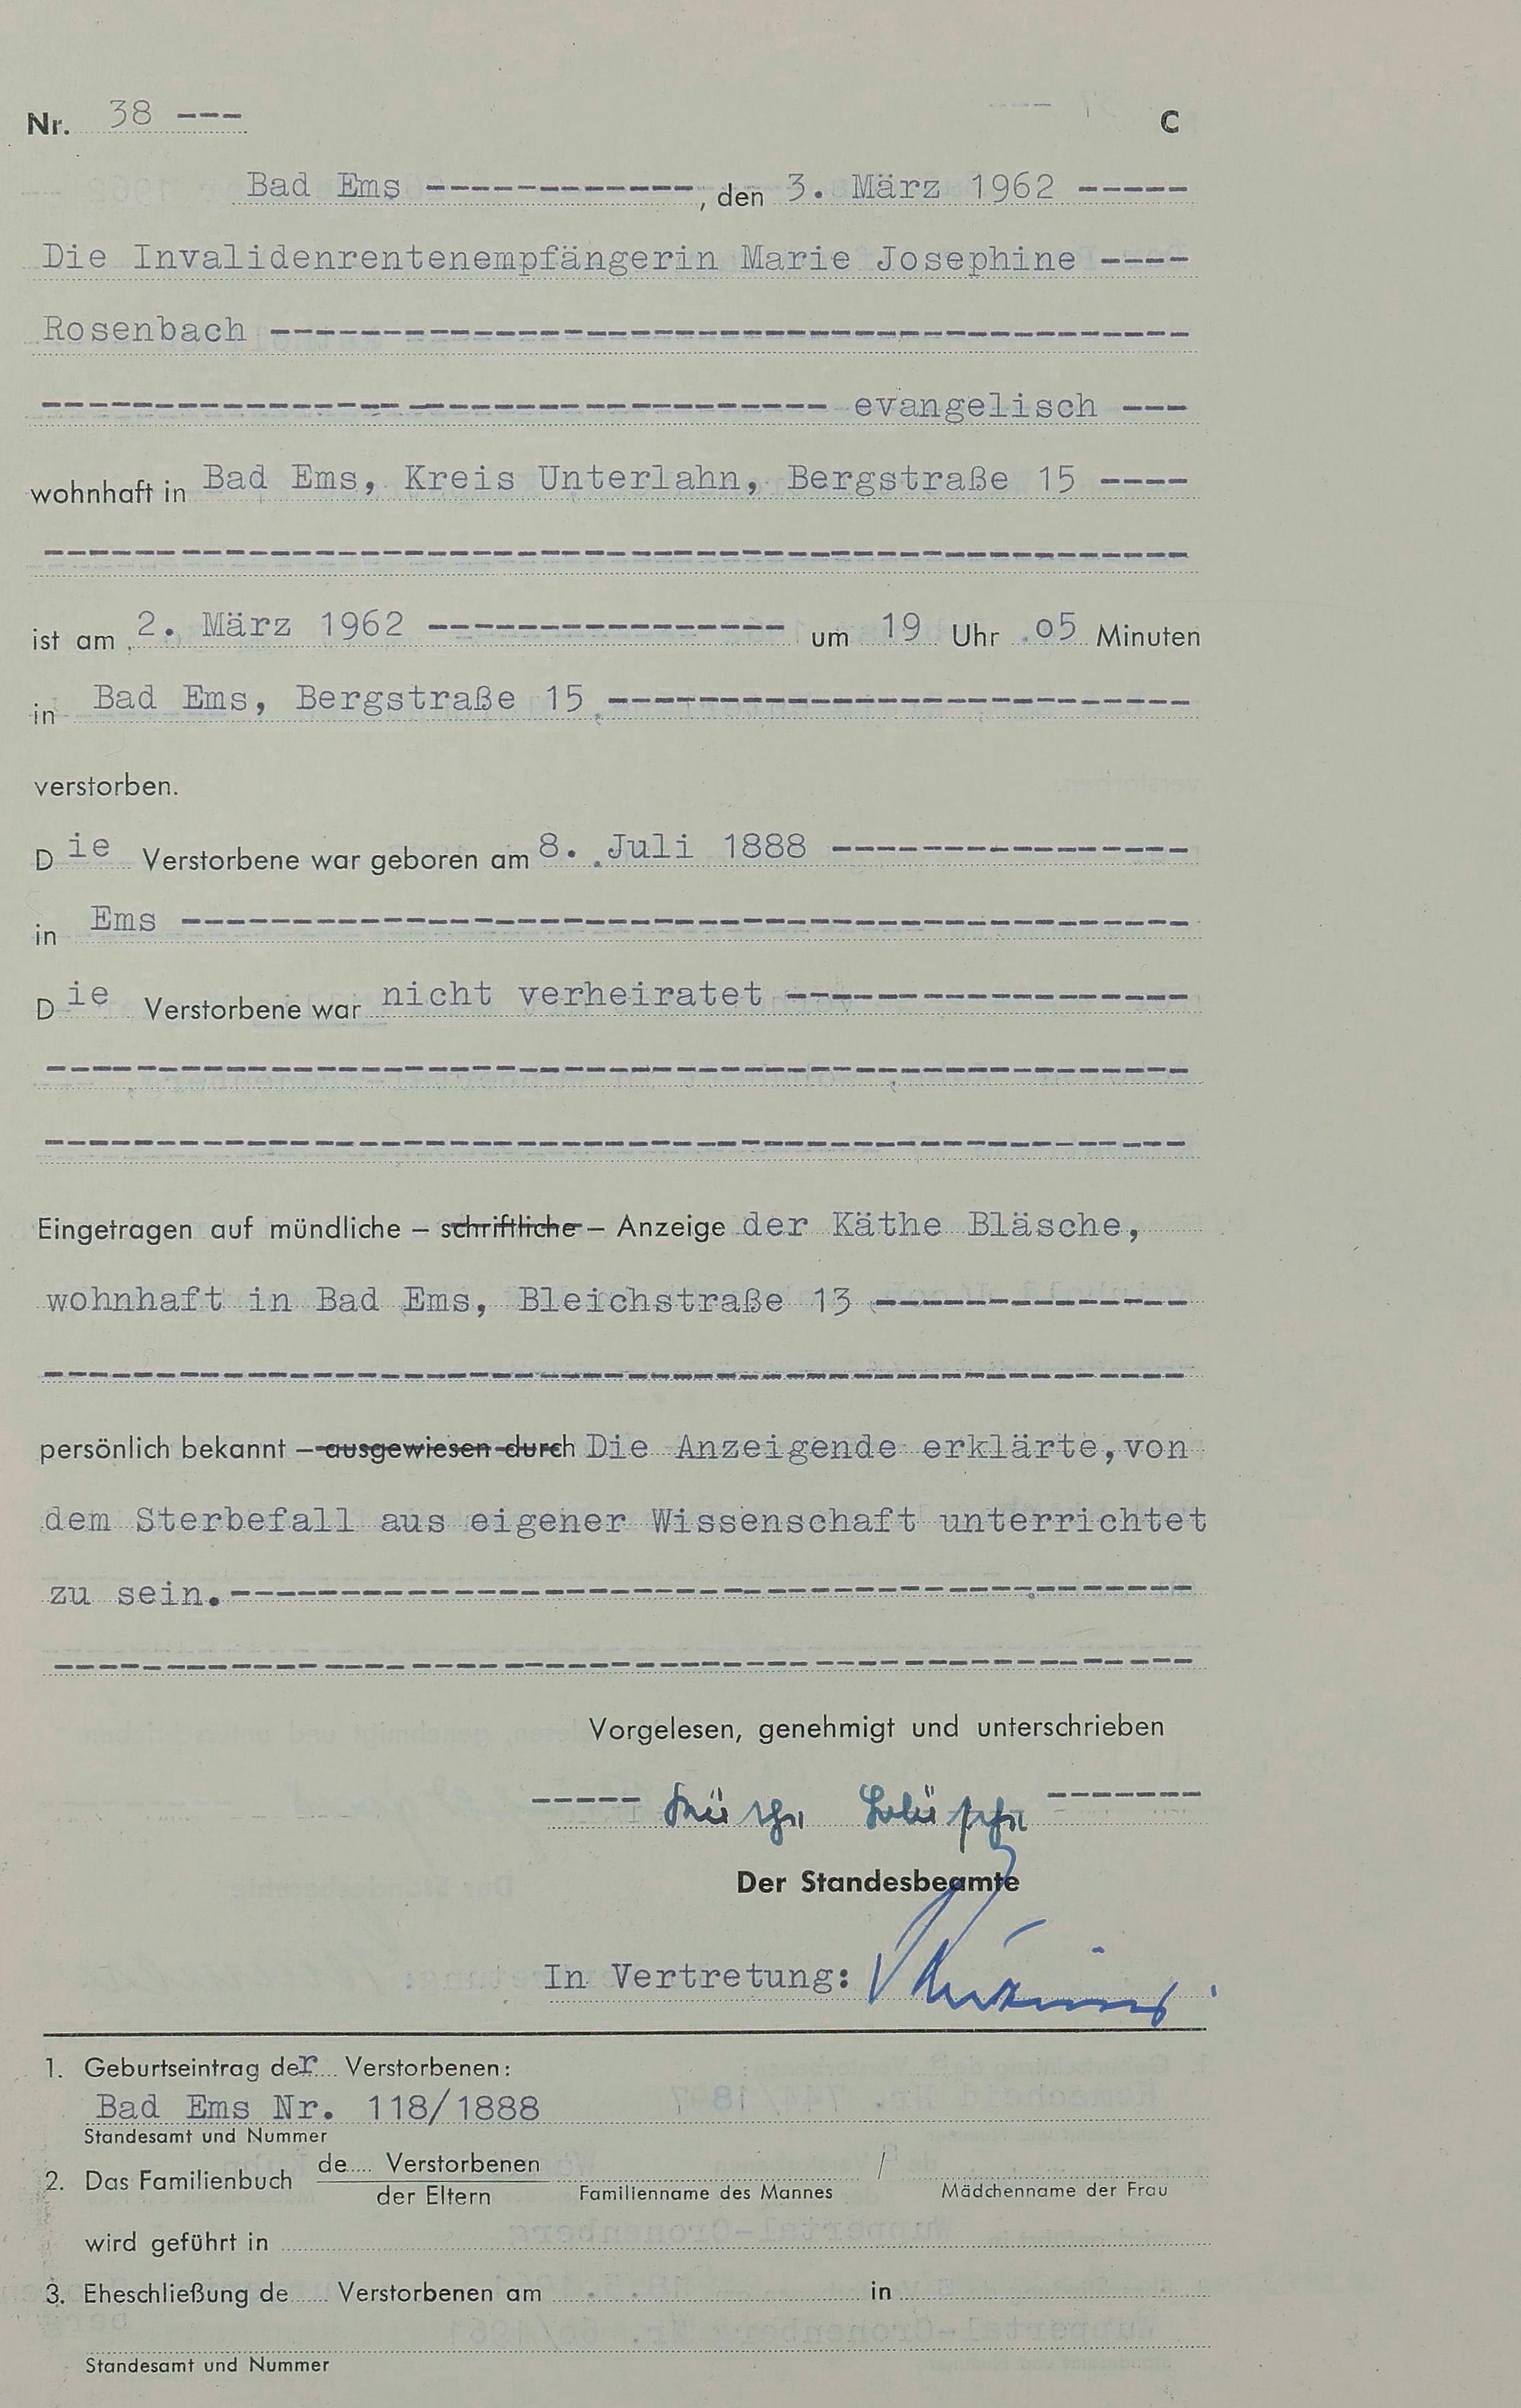 Nr. 38 --- C
Bad Ems ------------, den 3. März 1962 -----
Die Invalidenrentenempfängerin Marie Josephine ----
Rosenbach ----------------------------------------
----------------------------------- evangelisch ---
wohnhaft in Bad Ems, Kreis Unterlahn, Bergstraße 15 ----
--------------------------------------------------
ist am 2. März 1962 ---------------- um 19 Uhr 05 Minuten
in Bad Ems, Bergstraße 15 --------------------------
verstorben.
Die Verstorbene war geboren am 8. Juli 1888 ----------------
in Ems ---------------------------------------------
Die Verstorbene war nicht verheiratet ------------------
--------------------------------------------------
--------------------------------------------------
Eingetragen auf mündliche – schriftliche – Anzeige der Käthe Bläsche,
wohnhaft in Bad Ems, Bleichstraße 13 --------------
--------------------------------------------------
persönlich bekannt – ausgewiesen durch Die Anzeigende erklärte, von
dem Sterbefall aus eigener Wissenschaft unterrichtet
zu sein.-------------------------------------------
--------------------------------------------------
Vorgelesen, genehmigt und unterschrieben
----- Käthe Bläsche -------
Der Standesbeamte
In Vertretung:
1. Geburtseintrag der Verstorbenen:
Bad Ems Nr. 118/1888
Standesamt und Nummer
2. Das Familienbuch de Verstorbenen /
der Eltern Familienname des Mannes Mädchenname der Frau
wird geführt in
3. Eheschließung de Verstorbenen am in
Standesamt und Nummer